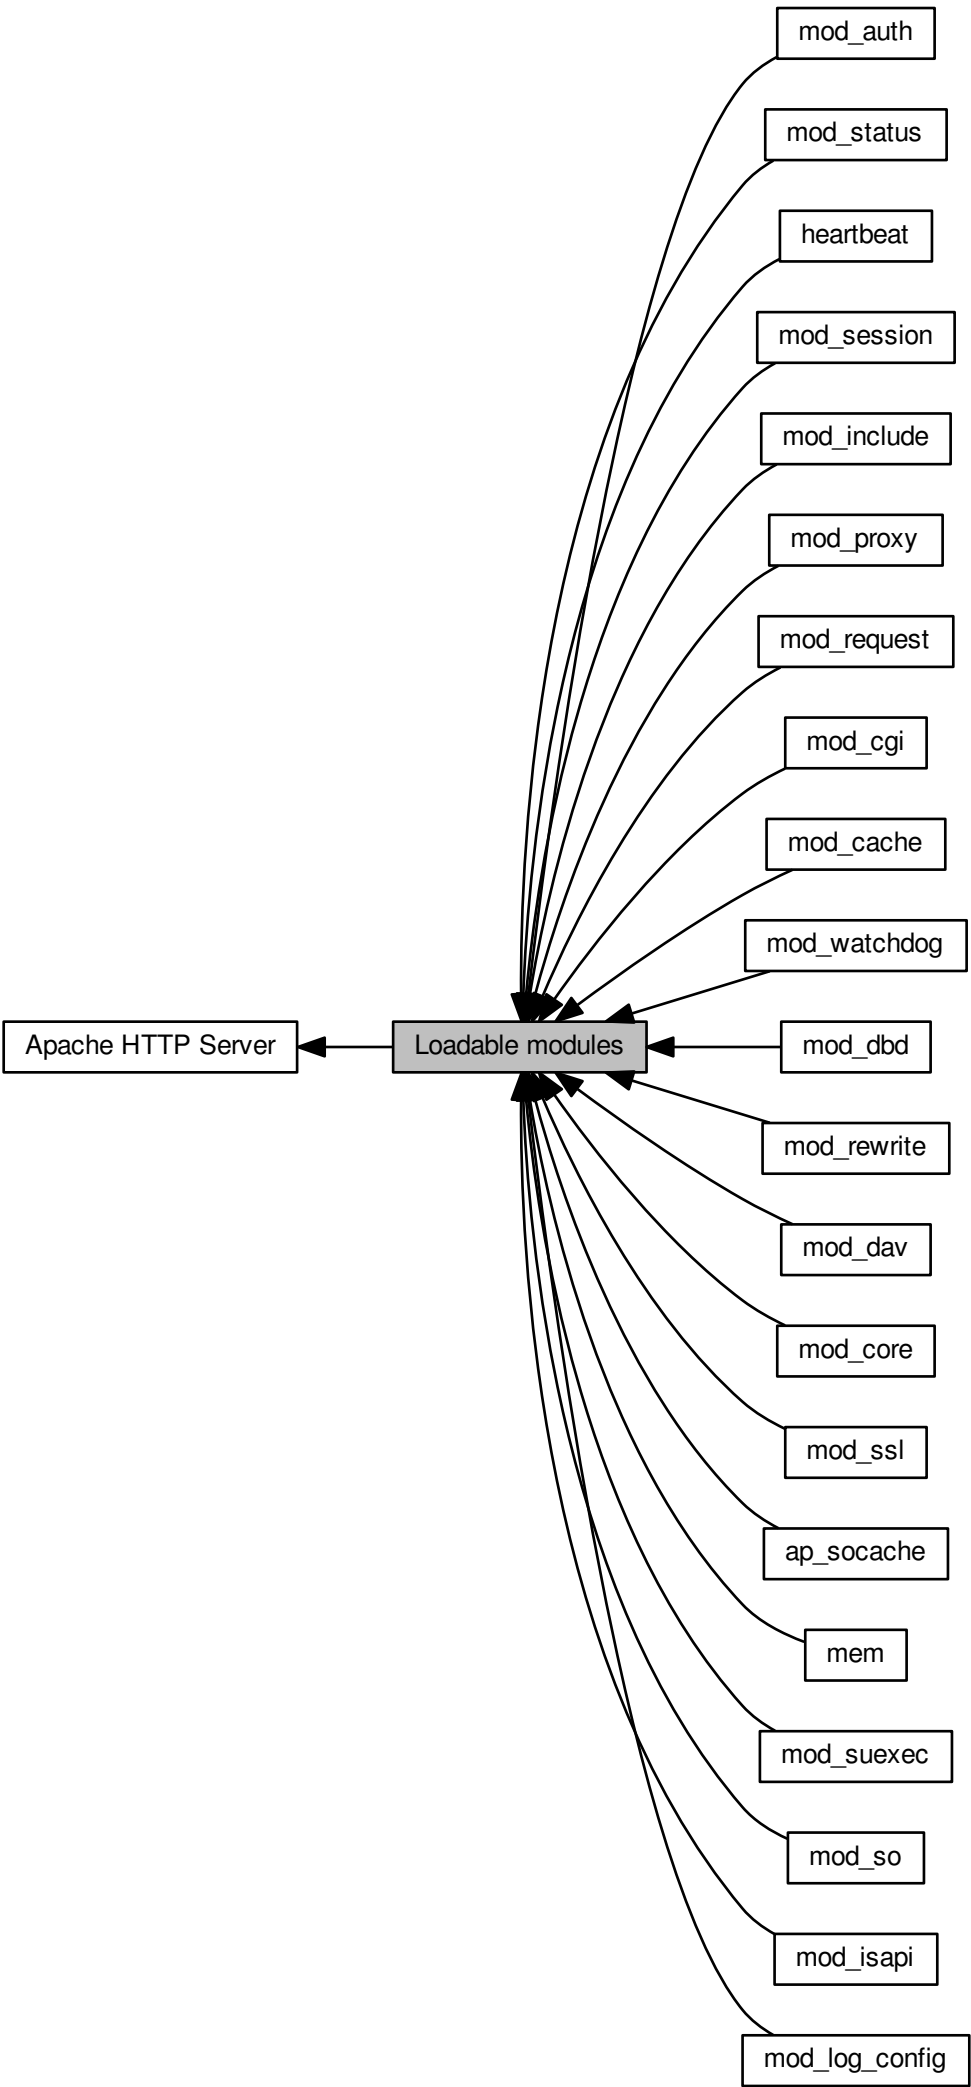 mod_auth
mod_status
heartbeat
mod_session
mod_include
mod_proxy
mod_request
mod_cgi
mod_cache
mod_watchdog
Apache HTTP Server
Loadable modules
mod_dbd
mod_rewrite
mod_dav
mod_core
mod_ssl
ap_socache
mem
mod_suexec
mod_so
mod_isapi
mod_log_config